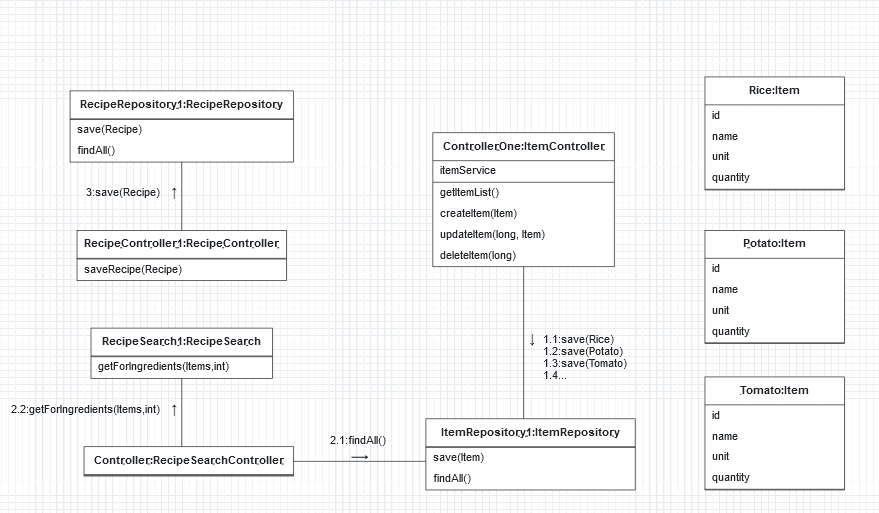 RecipeRepository1:RecipeRepository
save(Recipe)
findAll()
3:save(Recipe)
RecipeController1:RecipeController
saveRecipe(Recipe)
RecipeSearch1:RecipeSearch
getForIngredients(Items,int)
2.2:getForIngredients(Items,int)
Controller:RecipeSearchController
2.1:findAll()
ControllerOne:ItemController
itemService
getItemList()
createItem(Item)
updateItem(long, Item)
deleteItem(long)
1.1:save(Rice)
1.2:save(Potato)
1.3:save(Tomato)
1.4...
ItemRepository1:ItemRepository
save(Item)
findAll()
Rice:Item
id
name
unit
quantity
Potato:Item
id
name
unit
quantity
Tomato:Item
id
name
unit
quantity